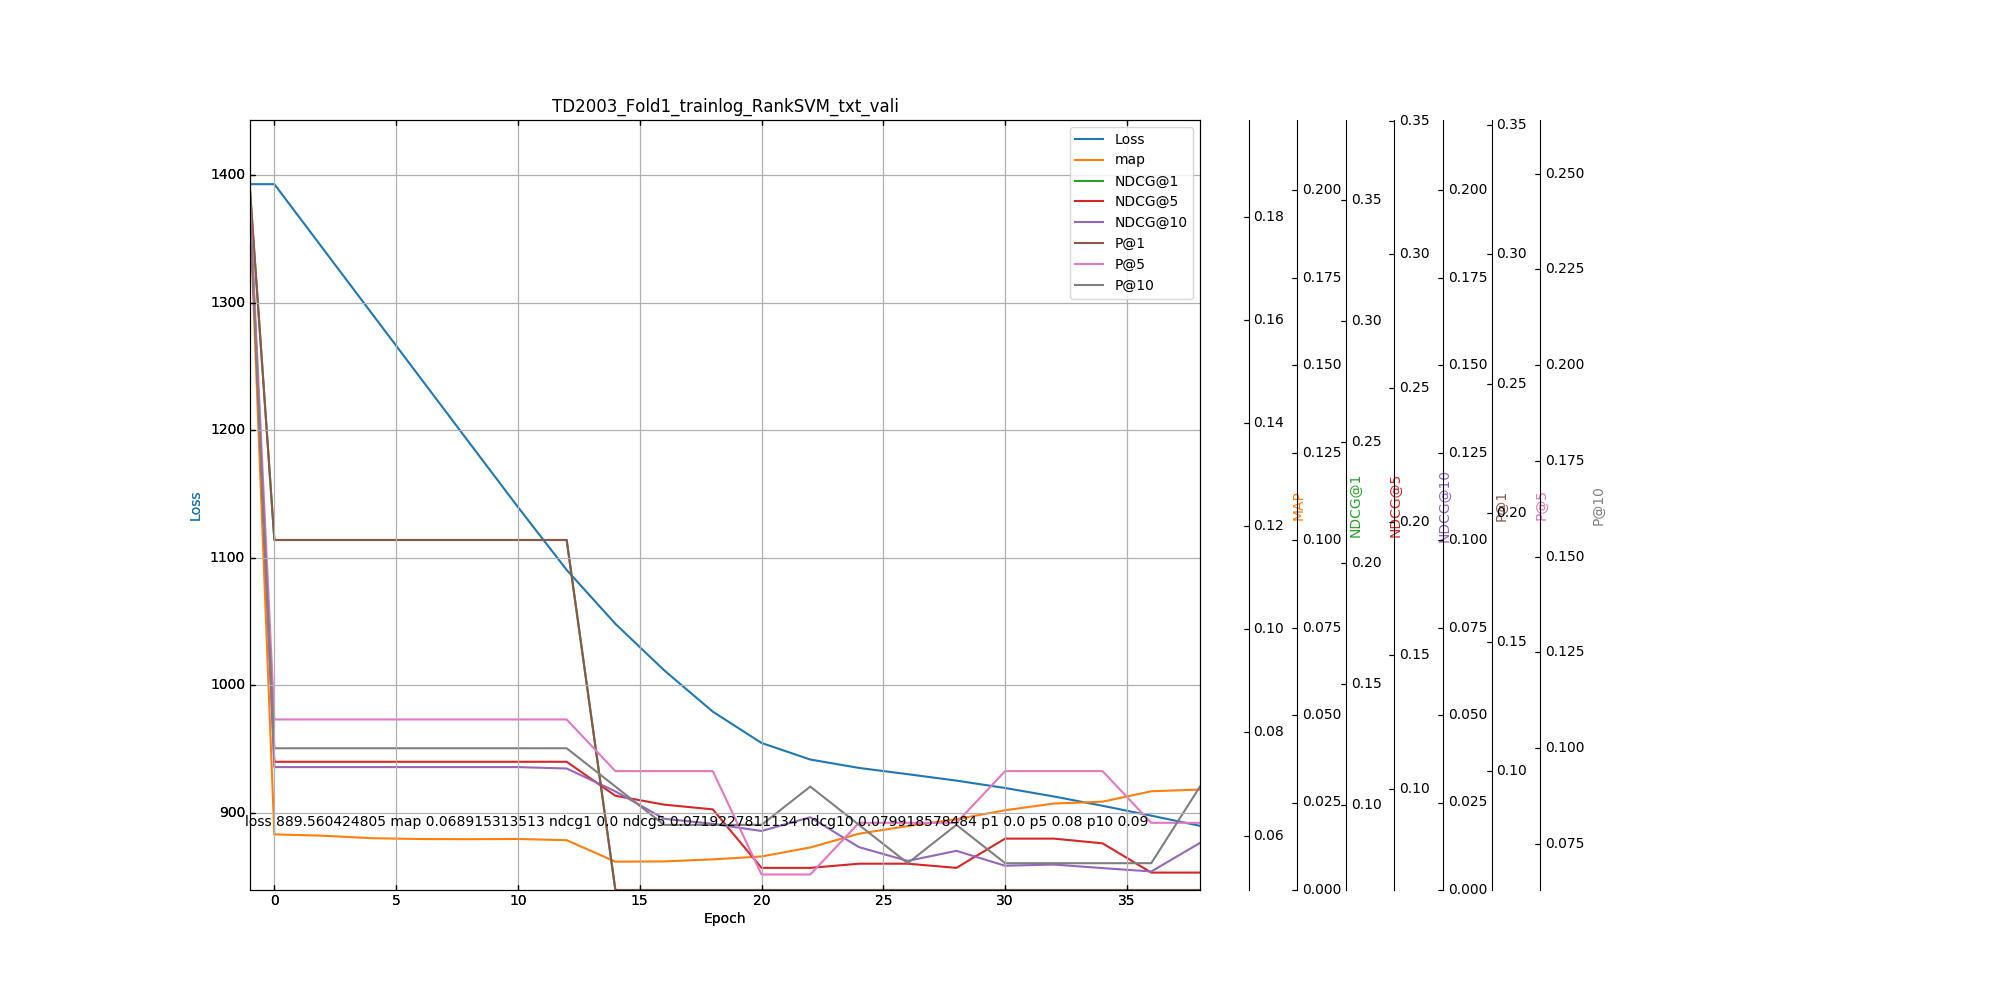 TD2003_Fold1_trainlog_RankSVM_txt_vali
Loss
map
NDCG@1
NDCG@5
NDCG@10
P@1
P@5
P@10
1400
1300
1200
1100
1000
900
Loss
loss 889.560424805 map 0.068915313513 ndcg1 0.0 ndcg5 0.0719227811134 ndcg10 0.079918578484 p1 0.0 p5 0.08 p10 0.09
0 5 10 15 20 25 30 35
Epoch
0.18
0.16
0.14
0.12
0.10
0.08
0.06
MAP
0.200
0.175
0.150
0.125
0.100
0.075
0.050
0.025
0.000
NDCG@1
0.35
0.30
0.25
0.20
0.15
0.10
NDCG@5
0.35
0.30
0.25
0.20
0.15
0.10
NDCG@10
0.200
0.175
0.150
0.125
0.100
0.075
0.050
0.025
0.000
P@1
0.35
0.30
0.25
0.20
0.15
0.10
P@5
0.250
0.225
0.200
0.175
0.150
0.125
0.100
0.075
P@10